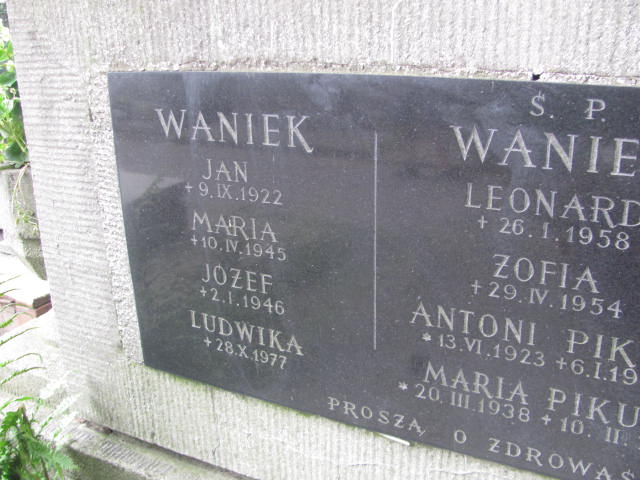 WANIEK
JAN
+ 9.IX.1922
MARIA
+10.IV.1945
JÓZEF
+ 2.I.1946
LUDWIKA
+28.X.1977
Ś. P.
WANIE
LEONARD
+ 26.I.1958
ZOFIA
+29.IV.1954
ANTONI PIK
*13.VI.1923 +6.I.19
MARIA PIKU
*20.III.1938 +10.II
PROSZĄ O ZDROWAŚ